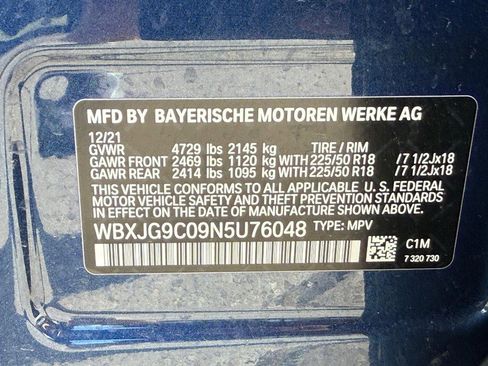 MFD BY BAYERISCHE MOTOREN WERKE AG
12/21
GVWR 4729 lbs 2145 kg TIRE / RIM
GAWR FRONT 2469 lbs 1120 kg WITH 225/50 R18 /7 1/2Jx18
GAWR REAR 2414 lbs 1095 kg WITH 225/50 R18 /7 1/2Jx18
THIS VEHICLE CONFORMS TO ALL APPLICABLE U. S. FEDERAL
MOTOR VEHICLE SAFETY AND THEFT PREVENTION STANDARDS
IN EFFECT ON THE DATE OF MANUFACTURE SHOWN ABOVE.
WBXJG9C09N5U76048 TYPE: MPV
C1M
7 320 730